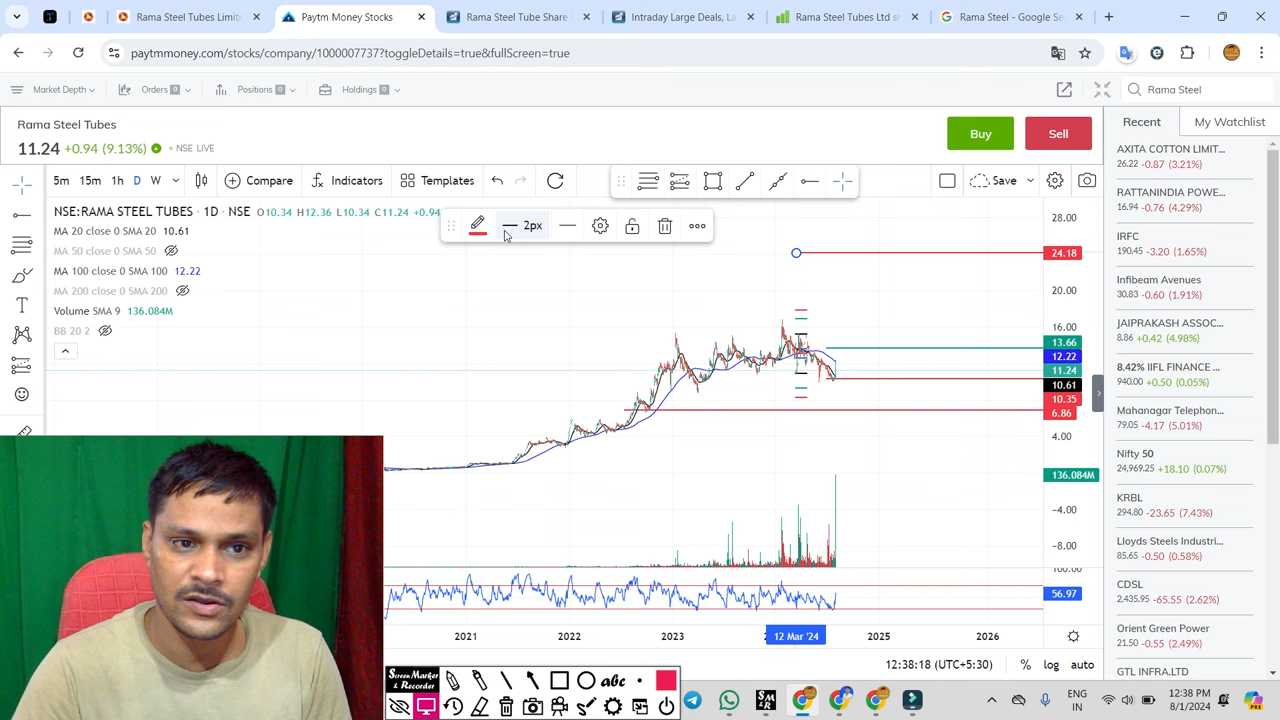 Rama Steel Tubes Limit
Paytm Money Stocks
Rama Steel Tube Share
Intraday Large Deals, La
Rama Steel Tubes Ltd st
Rama Steel - Google Se
paytmmoney.com/stocks/company/1000007737?toggleDetails=true&fullScreen=true
Market Depth
Orders 0
Positions 0
Holdings 0
Rama Steel
Rama Steel Tubes
11.24 +0.94 (9.13%) • NSE LIVE
Buy
Sell
Recent
My Watchlist
5m 15m 1h D W
Compare
Indicators
Templates
Save
NSE:RAMA STEEL TUBES · 1D · NSE O10.34 H12.36 L10.34 C11.24 +0.94
MA 20 close 0 SMA 20 10.61
MA 50 close 0 SMA 50
MA 100 close 0 SMA 100 12.22
MA 200 close 0 SMA 200
Volume SMA 9 136.084M
BB 20 2
2px
28.00
24.18
20.00
16.00
13.66
12.22
11.24
10.61
10.35
6.86
4.00
136.084M
−4.00
−8.00
100.00
56.97
2021
2022
2023
12 Mar '24
2025
2026
12:38:18 (UTC+5:30)
% log auto
AXITA COTTON LIMIT...
26.22 -0.87 (3.21%)
RATTANINDIA POWE...
16.94 -0.76 (4.29%)
IRFC
190.45 -3.20 (1.65%)
Infibeam Avenues
30.83 -0.60 (1.91%)
JAIPRAKASH ASSOC...
8.86 +0.42 (4.98%)
8.42% IIFL FINANCE ...
940.00 +0.50 (0.05%)
Mahanagar Telephon...
79.05 -4.17 (5.01%)
Nifty 50
24,969.25 +18.10 (0.07%)
KRBL
294.80 -23.65 (7.43%)
Lloyds Steels Industri...
85.65 -0.50 (0.58%)
CDSL
2,435.95 -65.55 (2.62%)
Orient Green Power
21.50 -0.55 (2.49%)
GTL INFRA.LTD
Screen Marker
& Recorder
abc
ENG
IN
12:38 PM
8/1/2024